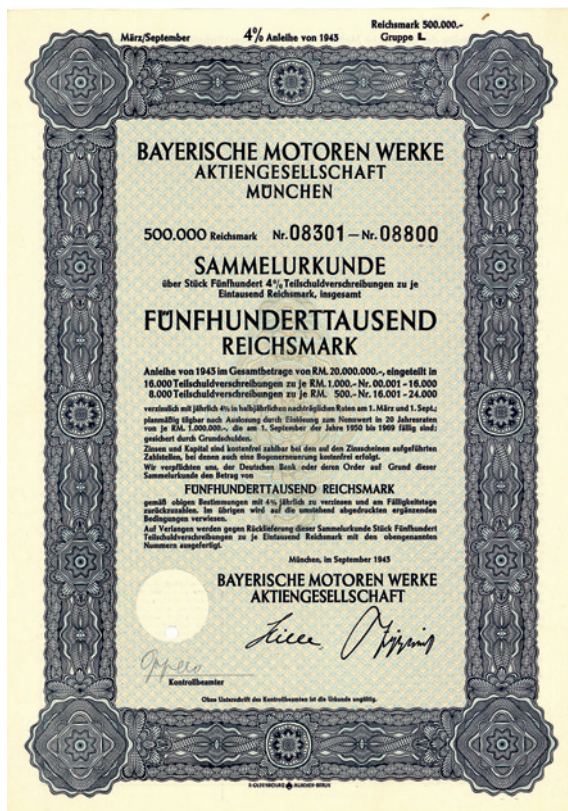 Reichsmark 500.000.-
März/September 4% Anleihe von 1943 Gruppe L
BAYERISCHE MOTOREN WERKE
AKTIENGESELLSCHAFT
MÜNCHEN
500.000 Reichsmark Nr. 08301 – Nr. 08800
SAMMELURKUNDE
über Stück Fünfhundert 4% Teilschuldverschreibungen zu je
Eintausend Reichsmark, insgesamt
FÜNFHUNDERTTAUSEND
REICHSMARK
Anleihe von 1943 im Gesamtbetrage von RM. 20.000.000.-, eingeteilt in
16.000 Teilschuldverschreibungen zu je RM. 1.000.- Nr. 00.001 - 16.000
8.000 Teilschuldverschreibungen zu je RM. 500.- Nr. 16.001 - 24.000
verzinslich mit jährlich 4% in halbjährlichen nachträglichen Raten am 1. März und 1. Sept.;
planmäßig tilgbar nach Auslosung durch Einlösung zum Nennwert in 20 Jahresraten
von je RM. 1.000.000.-, die am 1. September der Jahre 1950 bis 1969 fällig sind;
gesichert durch Grundschulden.
Zinsen und Kapital sind kostenfrei zahlbar bei den auf den Zinsscheinen aufgeführten
Zahlstellen, bei denen auch eine Bogenerneuerung kostenfrei erfolgt.
Wir verpflichten uns, der Deutschen Bank oder deren Order auf Grund dieser
Sammelurkunde den Betrag von
FÜNFHUNDERTTAUSEND REICHSMARK
gemäß obigen Bestimmungen mit 4% jährlich zu verzinsen und am Fälligkeitstage
zurückzuzahlen. Im übrigen wird auf die umstehend abgedruckten ergänzenden
Bedingungen verwiesen.
Auf Verlangen werden gegen Rücklieferung dieser Sammelurkunde Stück Fünfhundert
Teilschuldverschreibungen zu je Eintausend Reichsmark mit den obengenannten
Nummern ausgefertigt.
München, im September 1943
BAYERISCHE MOTOREN WERKE
AKTIENGESELLSCHAFT
Kontrollbeamter
Ohne Unterschrift des Kontrollbeamten ist die Urkunde ungültig.
R. OLDENBOURG MÜNCHEN-BERLIN